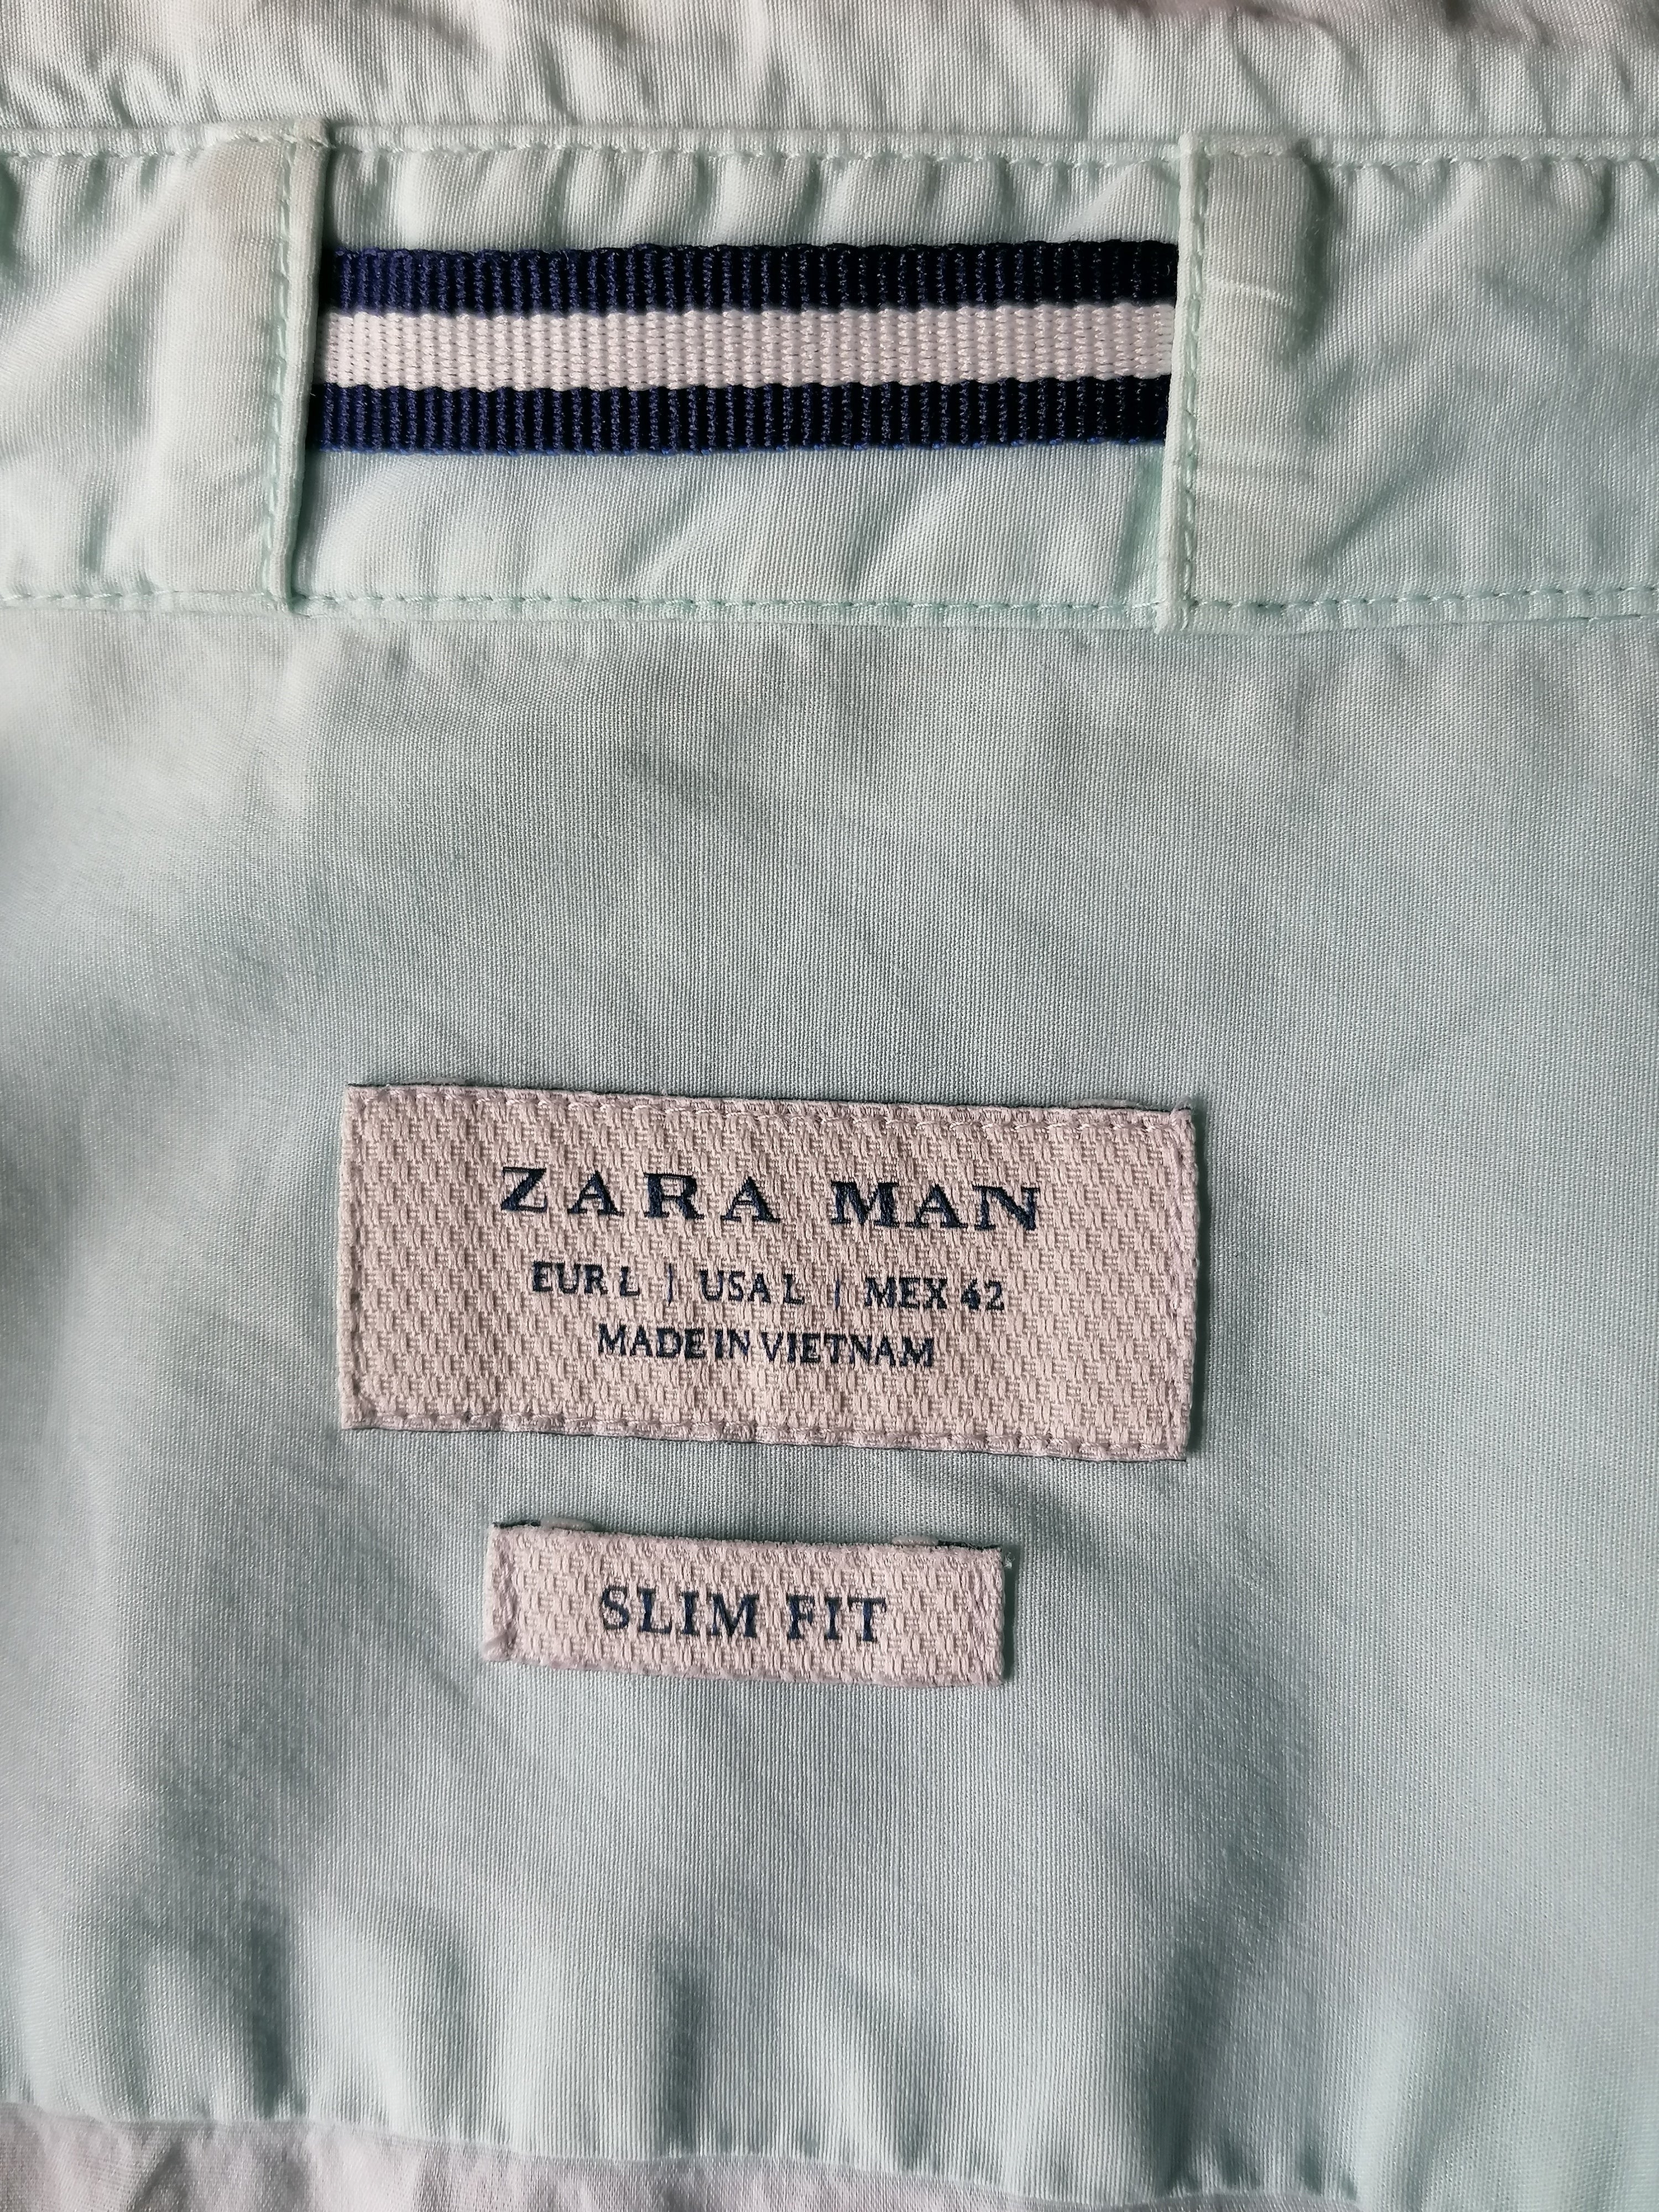 ZARA MAN
EUR L | USA L | MEX 42
MADE IN VIETNAM
SLIM FIT